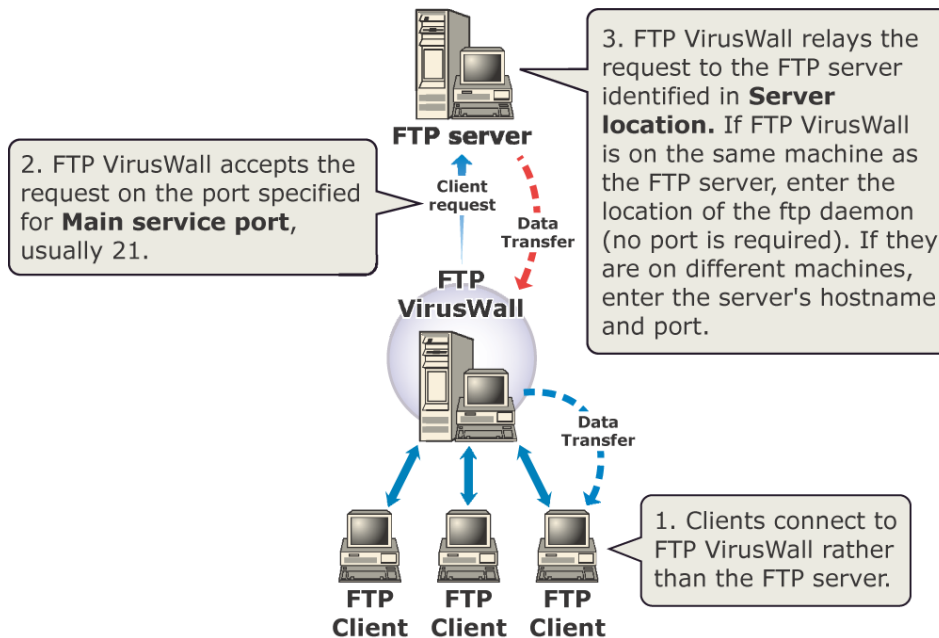 3. FTP VirusWall relays the
request to the FTP server
identified in Server
location. If FTP VirusWall
is on the same machine as
the FTP server, enter the
location of the ftp daemon
(no port is required). If they
are on different machines,
enter the server's hostname
and port.
FTP server
2. FTP VirusWall accepts the
request on the port specified
for Main service port,
usually 21.
Client
request
Data
Transfer
FTP
VirusWall
Data
Transfer
1. Clients connect to
FTP VirusWall rather
than the FTP server.
FTP
Client
FTP
Client
FTP
Client